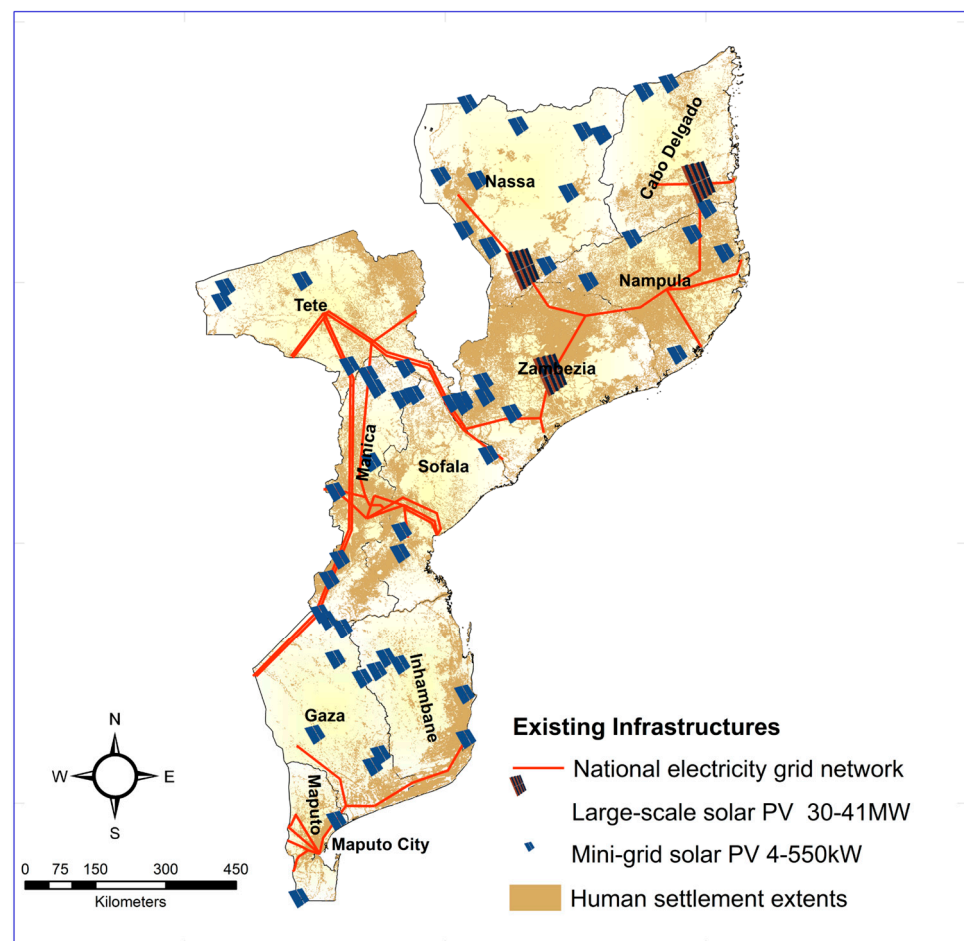 Cabo Delgado
Nassa
Nampula
Tete
Zambezia
Manica
Sofala
Inhambane
Gaza
Maputo
Maputo City
N
W
E
S
0 75 150 300 450
Kilometers
Existing Infrastructures
National electricity grid network
Large-scale solar PV 30-41MW
Mini-grid solar PV 4-550kW
Human settlement extents